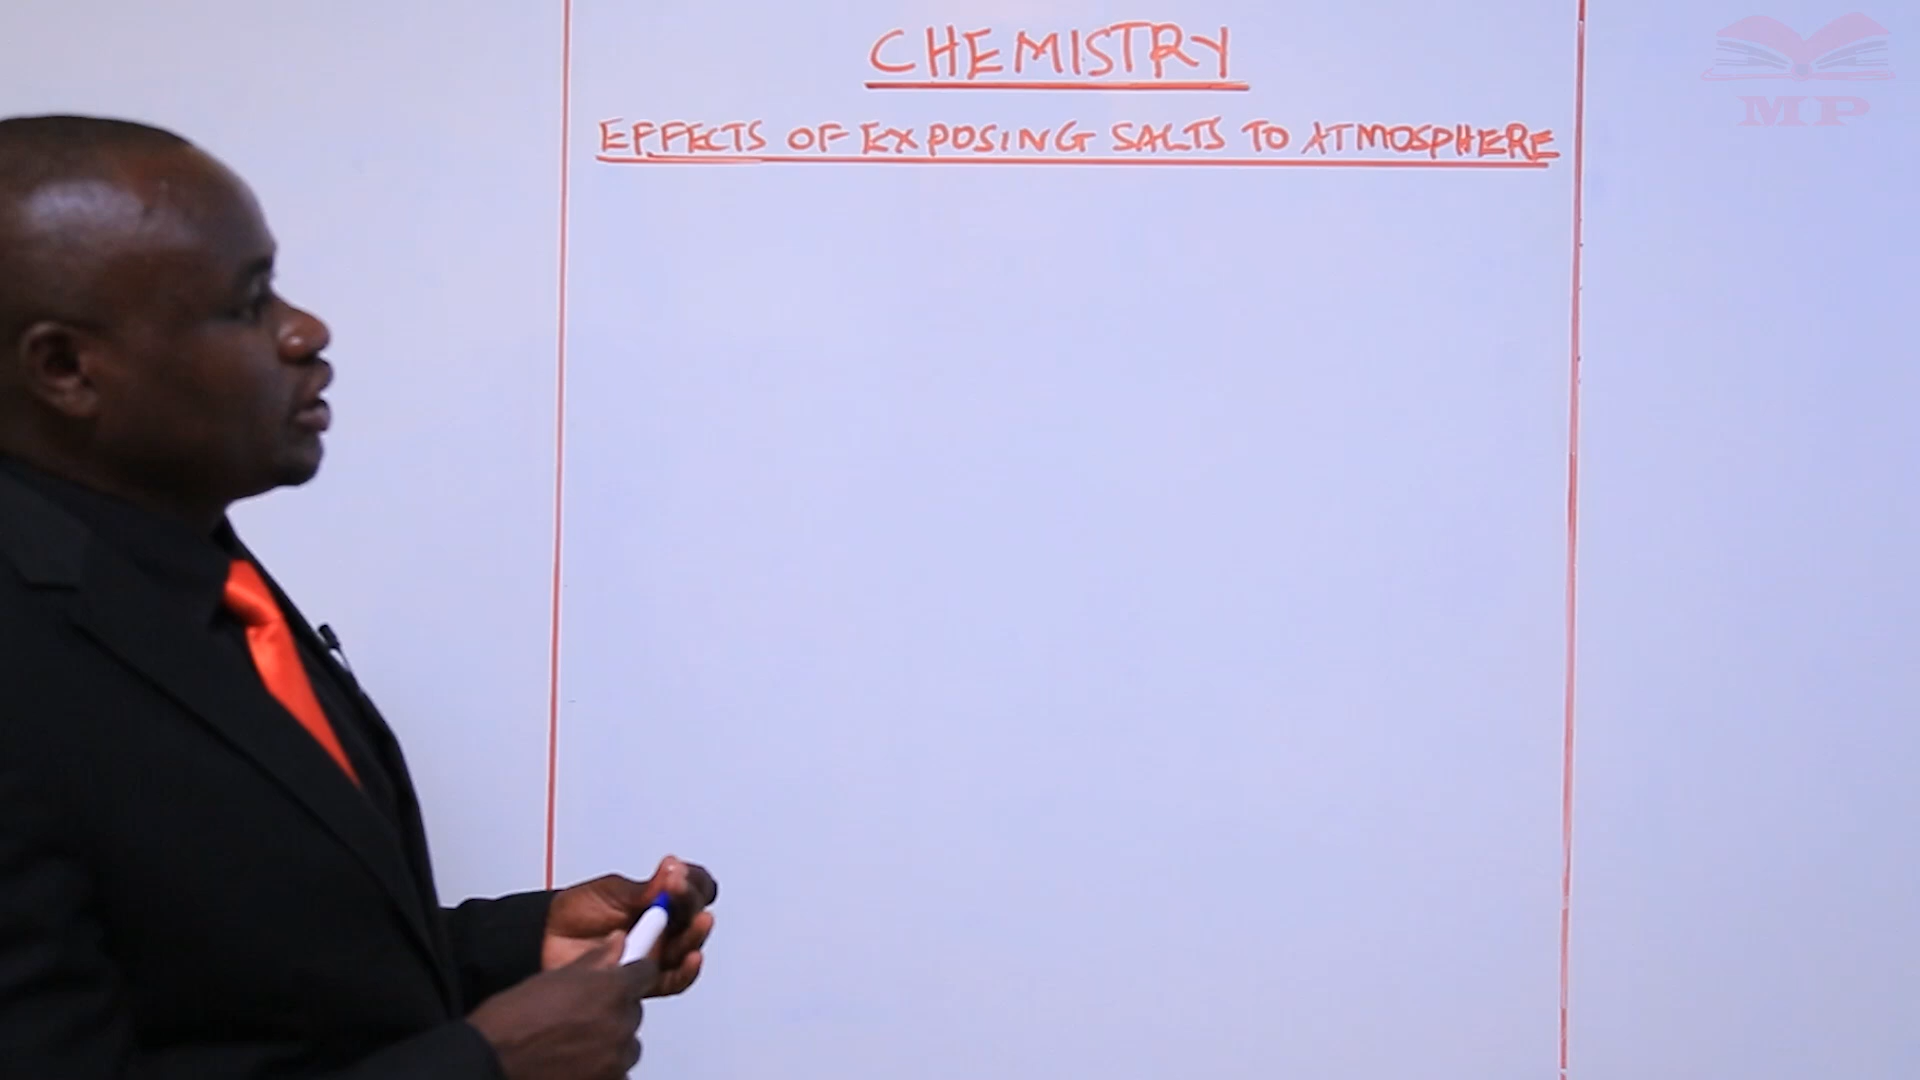 CHEMISTRY
EFFECTS OF EXPOSING SALTS TO ATMOSPHERE
MP